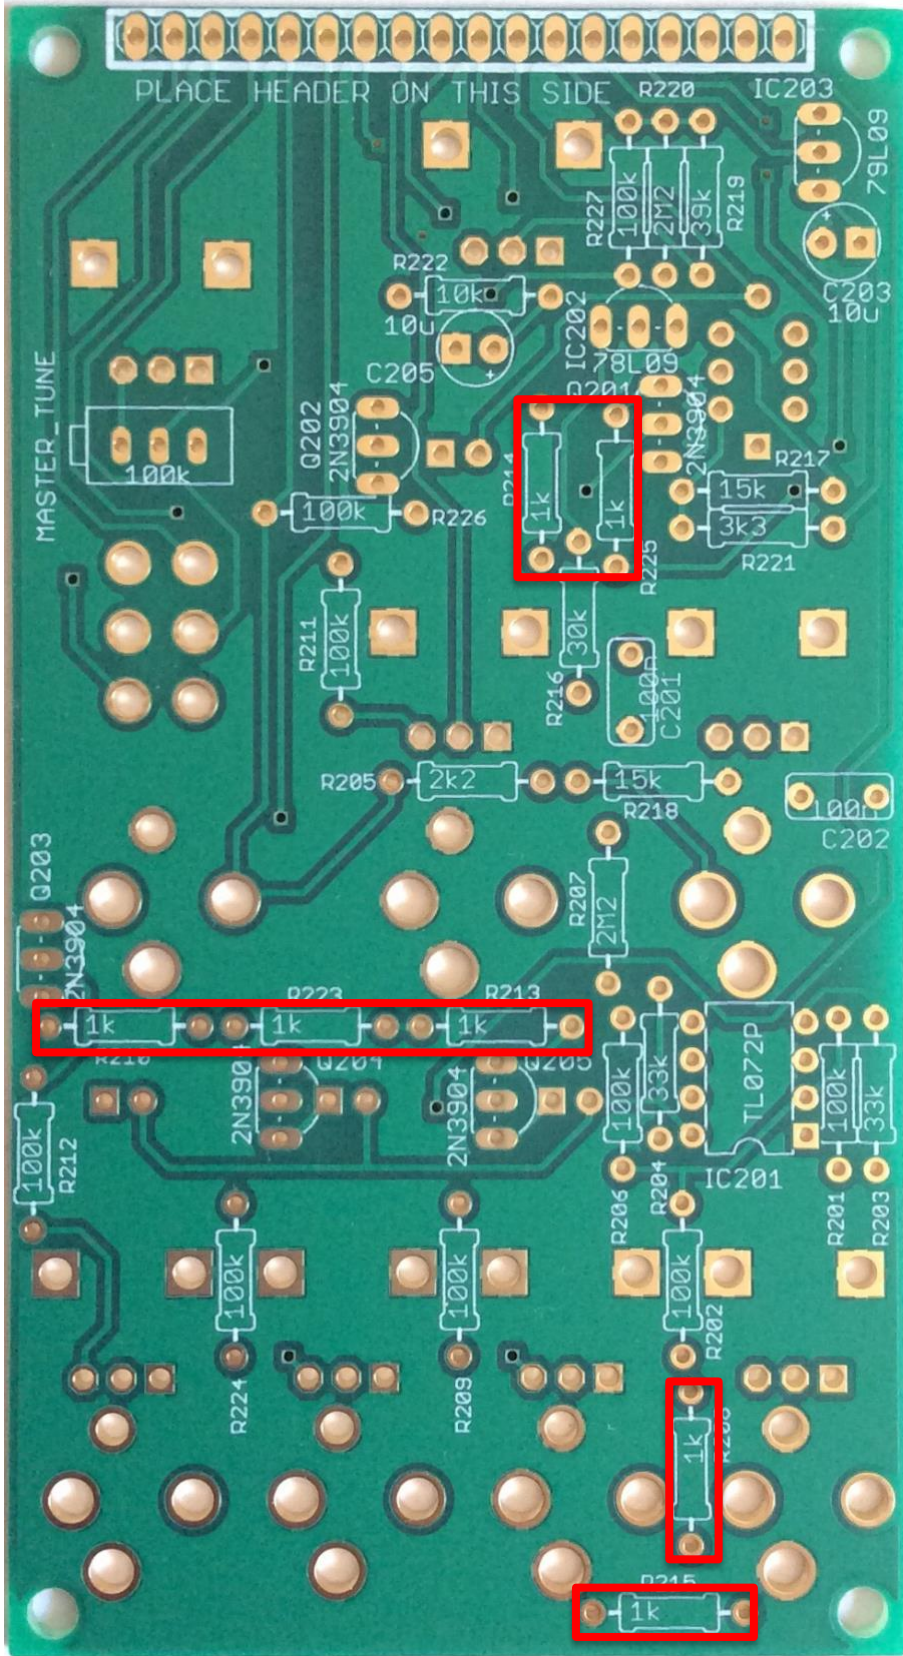 PLACE HEADER ON THIS SIDE
R220
IC203
79L09
R227
100k
2M2
39k
R219
R222
10k
10u
C203
10u
IC202
78L09
C205
MASTER_TUNE
100k
Q202
2N3904
R214
1k
1k
2N3904
R217
15k
3k3
R221
100k
R226
R225
R211
100k
30k
R216
100n
C201
R205
2k2
15k
R218
100n
C202
Q203
2N3904
R207
2M2
R223
R213
1k
1k
1k
Q204
2N3904
Q205
2N3904
100k
33k
TL072P
100k
33k
100k
R212
R206
R204
IC201
R201
R203
100k
100k
100k
R202
R224
R209
1k
R215
1k